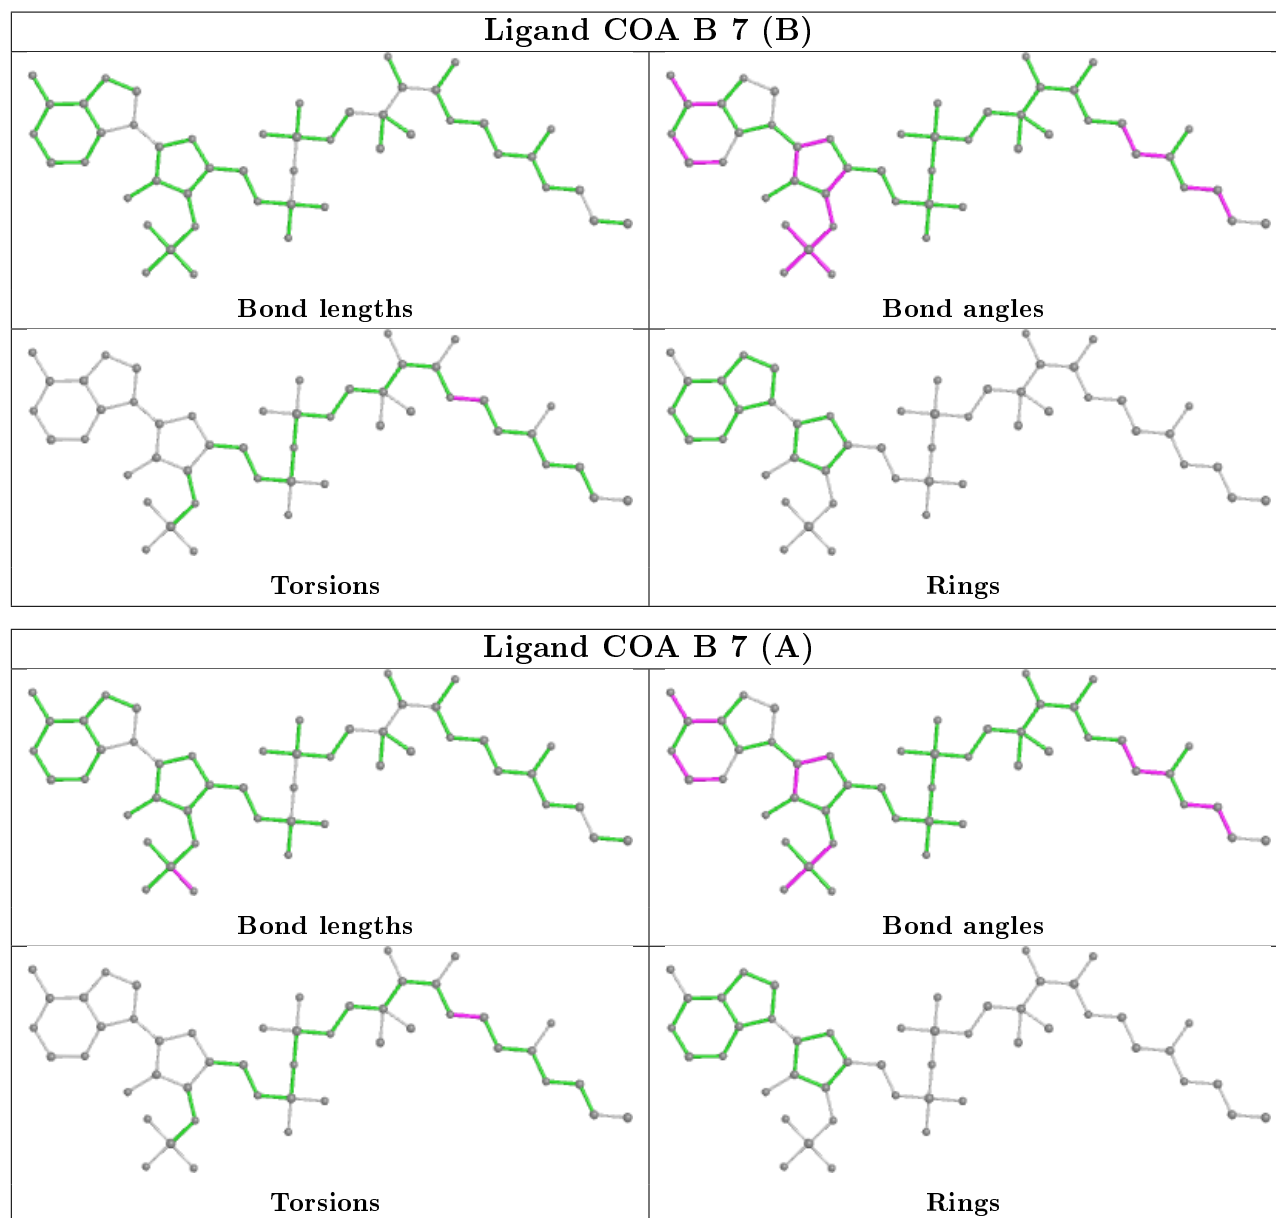 Ligand COA B 7 (B)
Bond lengths
Bond angles
Torsions
Rings
Ligand COA B 7 (A)
Bond lengths
Bond angles
Torsions
Rings